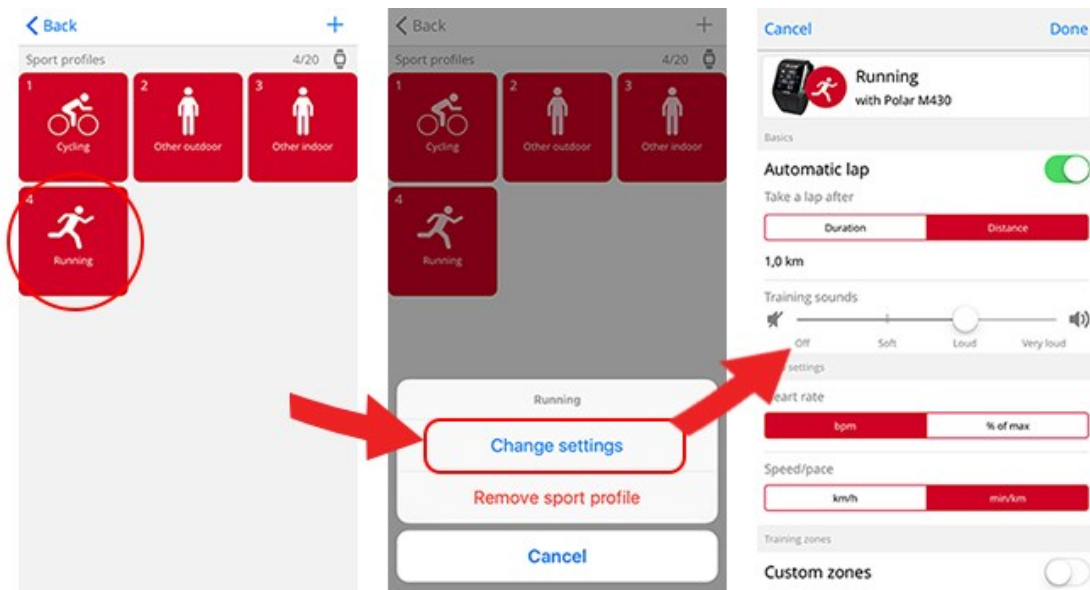 Back
Sport profiles 4/20
1 2 3
Cycling Other outdoor Other indoor
4
Running
Back
Sport profiles 4/20
1 2 3
Cycling Other outdoor Other indoor
4
Running
Running
Change settings
Remove sport profile
Cancel
Cancel Done
Running
with Polar M430
Basics
Automatic lap
Take a lap after
Duration Distance
1,0 km
Training sounds
Off Soft Loud Very loud
settings
eart rate
bpm % of max
Speed/pace
km/h min/km
Training zones
Custom zones